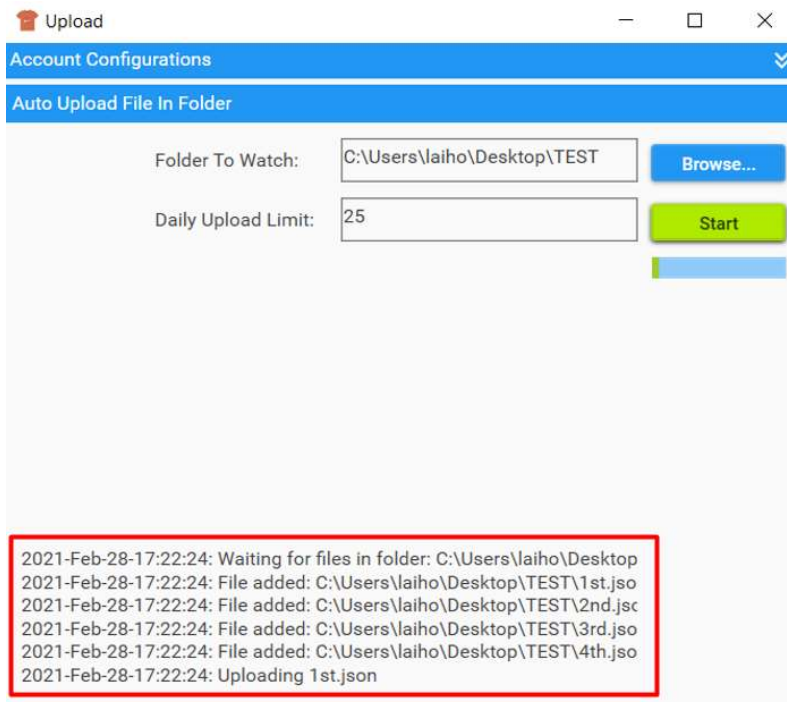 Upload
Account Configurations
Auto Upload File In Folder
Folder To Watch: C:\Users\laiho\Desktop\TEST Browse...
Daily Upload Limit: 25 Start
2021-Feb-28-17:22:24: Waiting for files in folder: C:\Users\laiho\Desktop
2021-Feb-28-17:22:24: File added: C:\Users\laiho\Desktop\TEST\1st.jso
2021-Feb-28-17:22:24: File added: C:\Users\laiho\Desktop\TEST\2nd.jsc
2021-Feb-28-17:22:24: File added: C:\Users\laiho\Desktop\TEST\3rd.jso
2021-Feb-28-17:22:24: File added: C:\Users\laiho\Desktop\TEST\4th.jso
2021-Feb-28-17:22:24: Uploading 1st.json